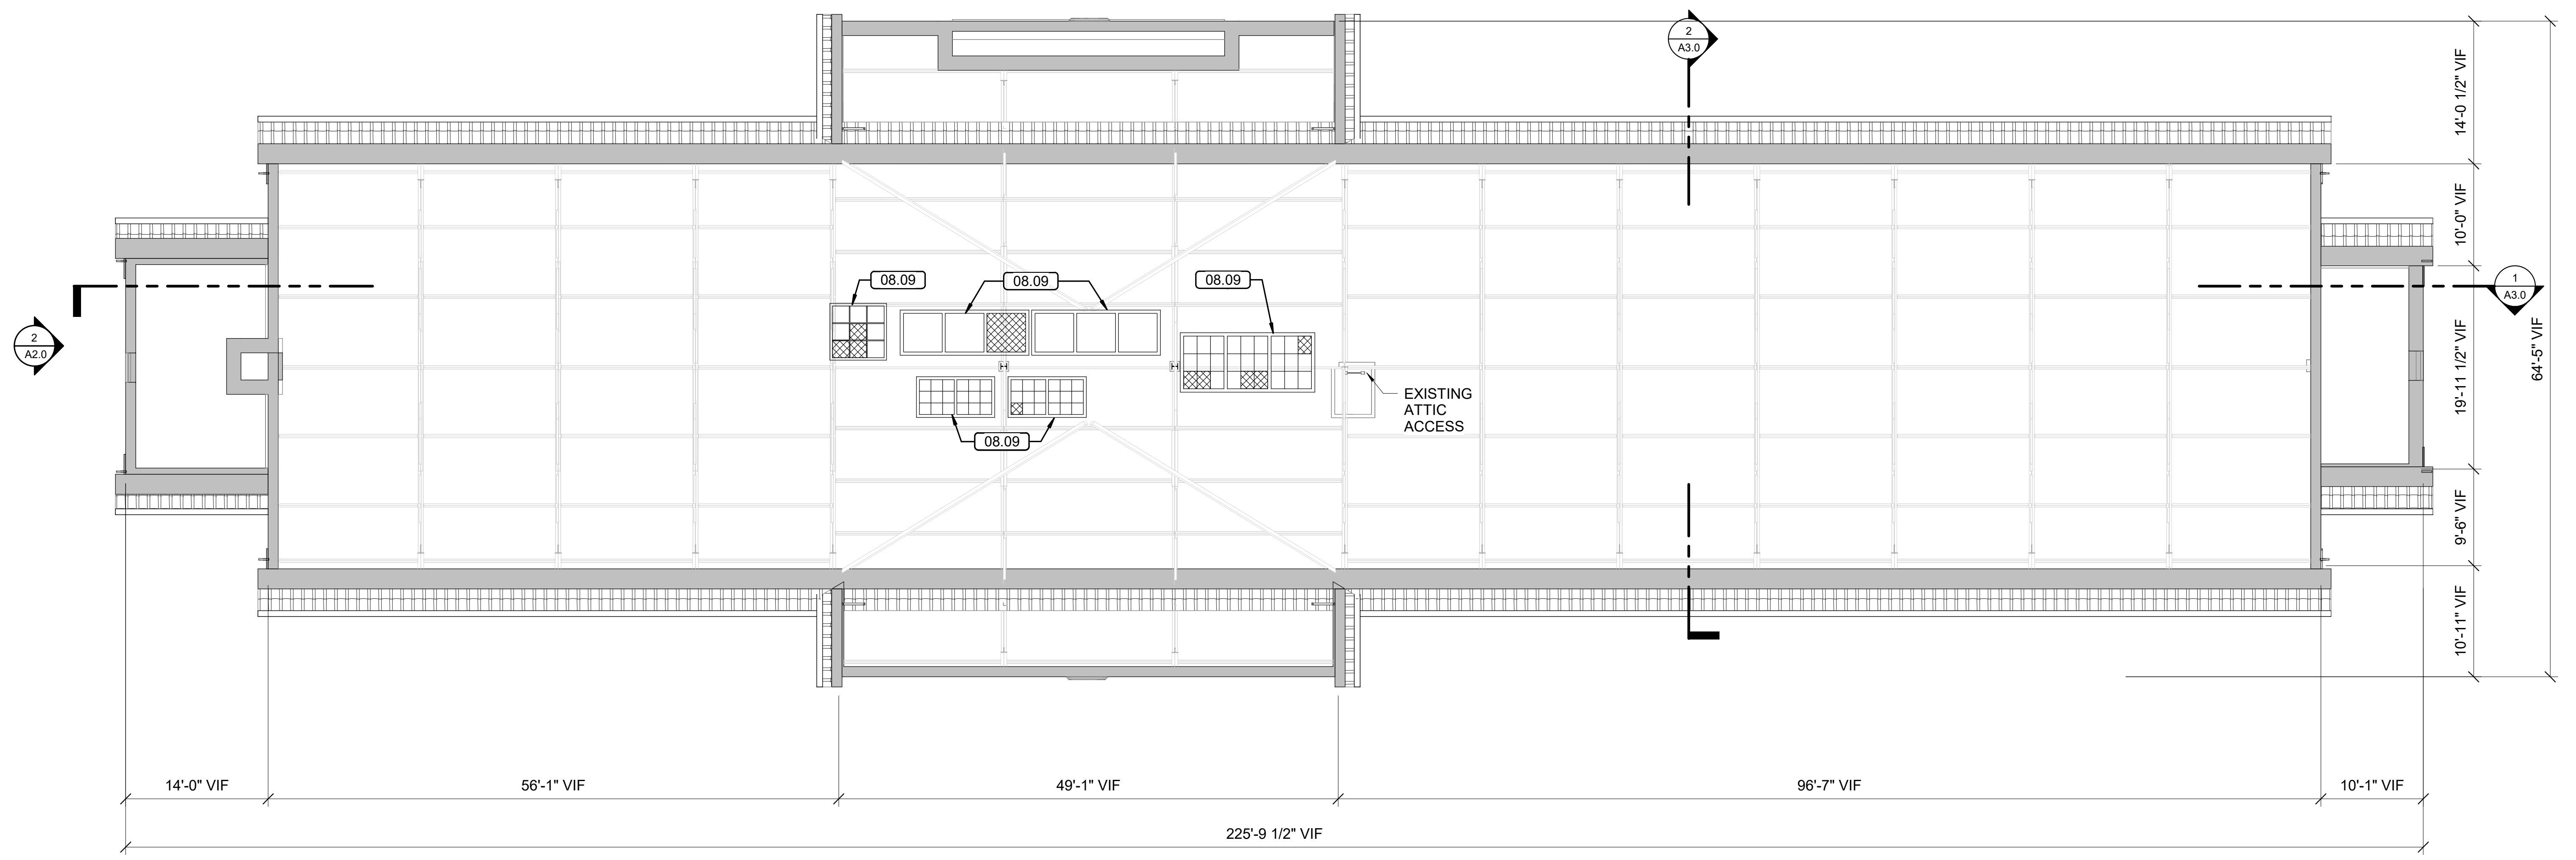 2
A3.0
14'-0 1/2" VIF
10'-0" VIF
08.09
08.09
08.09
1
A3.0
2
A2.0
19'-11 1/2" VIF
64'-5" VIF
EXISTING
ATTIC
ACCESS
08.09
9'-6" VIF
10'-11" VIF
14'-0" VIF
56'-1" VIF
49'-1" VIF
96'-7" VIF
10'-1" VIF
225'-9 1/2" VIF